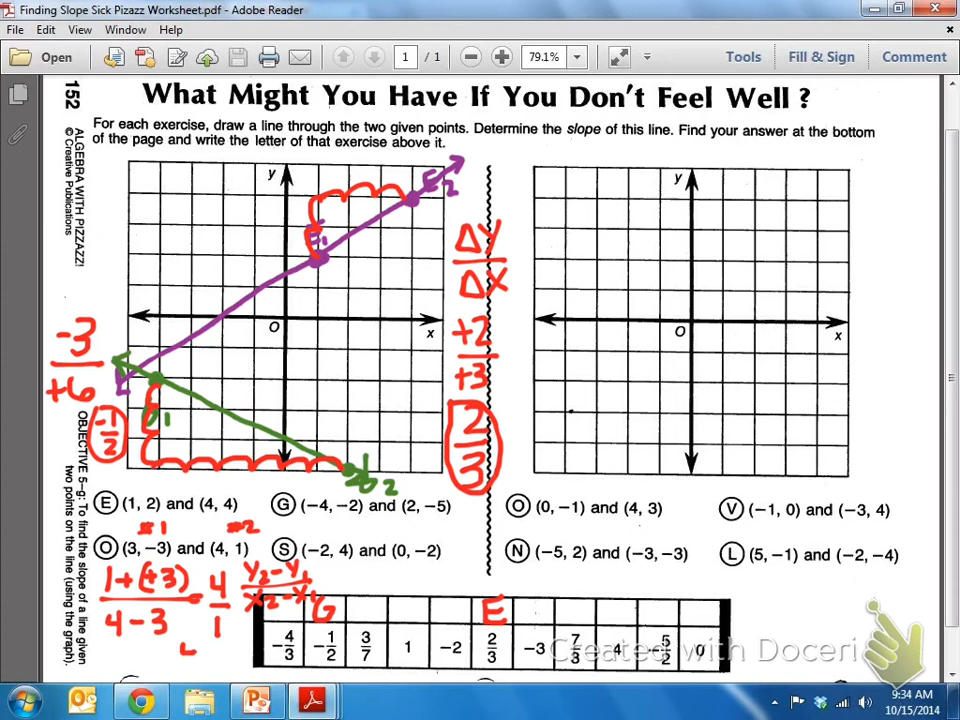 Finding Slope Sick Pizazz Worksheet.pdf - Adobe Reader
File Edit View Window Help
Open 1 / 1 79.1% Tools Fill & Sign Comment
152
ALGEBRA WITH PIZZAZZ!
© Creative Publications
What Might You Have If You Don't Feel Well ?
For each exercise, draw a line through the two given points. Determine the slope of this line. Find your answer at the bottom
of the page and write the letter of that exercise above it.
y
E2
E1
O
x
ΔY/ΔX
+2/+3
2/3
-3/+6
-1/2
1
2
y
O
x
OBJECTIVE 5–g: To find the slope of a line given
two points on the line (using the graph).
E (1, 2) and (4, 4)
G (−4, −2) and (2, −5)
O (0, −1) and (4, 3)
V (−1, 0) and (−3, 4)
#1 #2
O (3, −3) and (4, 1)
S (−2, 4) and (0, −2)
N (−5, 2) and (−3, −3)
L (5, −1) and (−2, −4)
1+(+3)/4-3 = 4/1
Y2-Y1/X2-X1
G E
−4/3 −1/2 3/7 1 −2 2/3 −3 7/3 4 −5/2 0
Created with Doceri
9:34 AM
10/15/2014